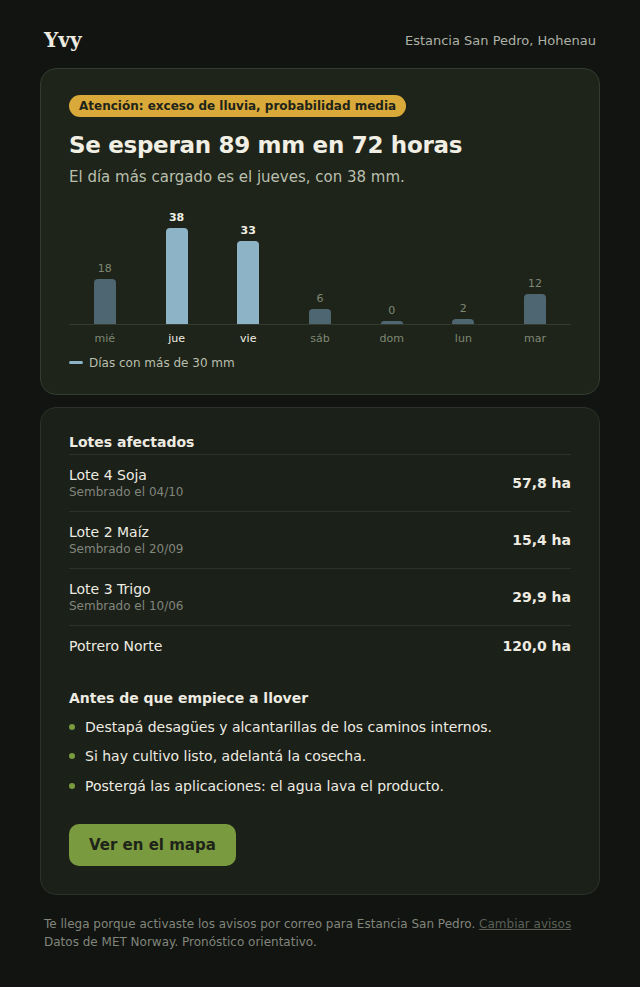 Yvy
Estancia San Pedro, Hohenau
Atención: exceso de lluvia, probabilidad media
Se esperan 89 mm en 72 horas
El día más cargado es el jueves, con 38 mm.
18 38 33 6 0 2 12
mié jue vie sáb dom lun mar
Días con más de 30 mm
Lotes afectados
Lote 4 Soja
Sembrado el 04/10
57,8 ha
Lote 2 Maíz
Sembrado el 20/09
15,4 ha
Lote 3 Trigo
Sembrado el 10/06
29,9 ha
Potrero Norte
120,0 ha
Antes de que empiece a llover
Destapá desagües y alcantarillas de los caminos internos.
Si hay cultivo listo, adelantá la cosecha.
Postergá las aplicaciones: el agua lava el producto.
Ver en el mapa
Te llega porque activaste los avisos por correo para Estancia San Pedro. Cambiar avisos
Datos de MET Norway. Pronóstico orientativo.